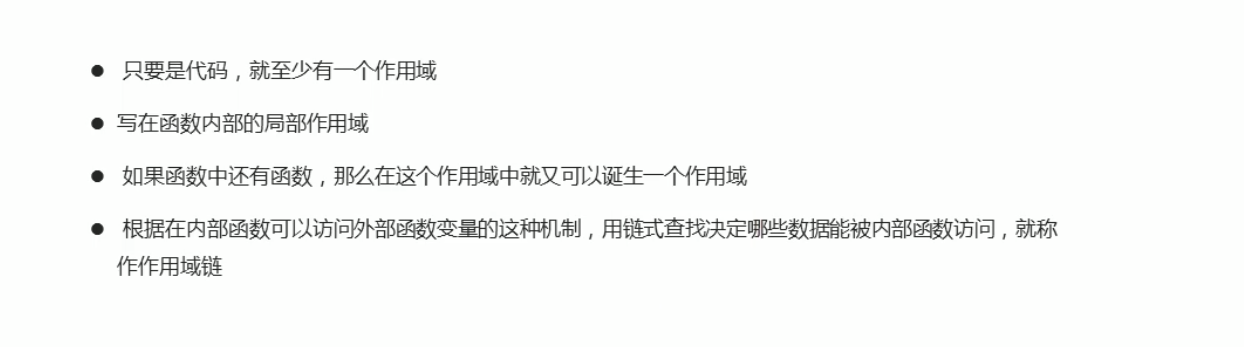 ● 只要是代码，就至少有一个作用域
● 写在函数内部的局部作用域
● 如果函数中还有函数，那么在这个作用域中就又可以诞生一个作用域
● 根据在内部函数可以访问外部函数变量的这种机制，用链式查找决定哪些数据能被内部函数访问，就称
作作用域链